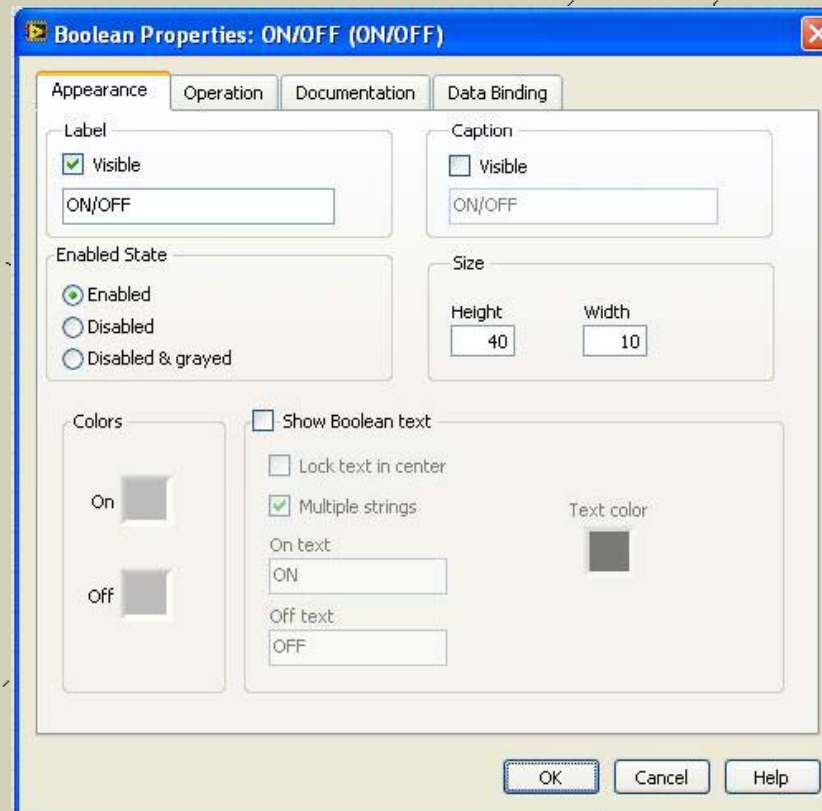 Boolean Properties: ON/OFF (ON/OFF)
Appearance Operation Documentation Data Binding
Label
Visible
ON/OFF
Caption
Visible
ON/OFF
Enabled State
Enabled
Disabled
Disabled & grayed
Size
Height Width
40 10
Colors
On
Off
Show Boolean text
Lock text in center
Multiple strings
On text
ON
Off text
OFF
Text color
OK Cancel Help